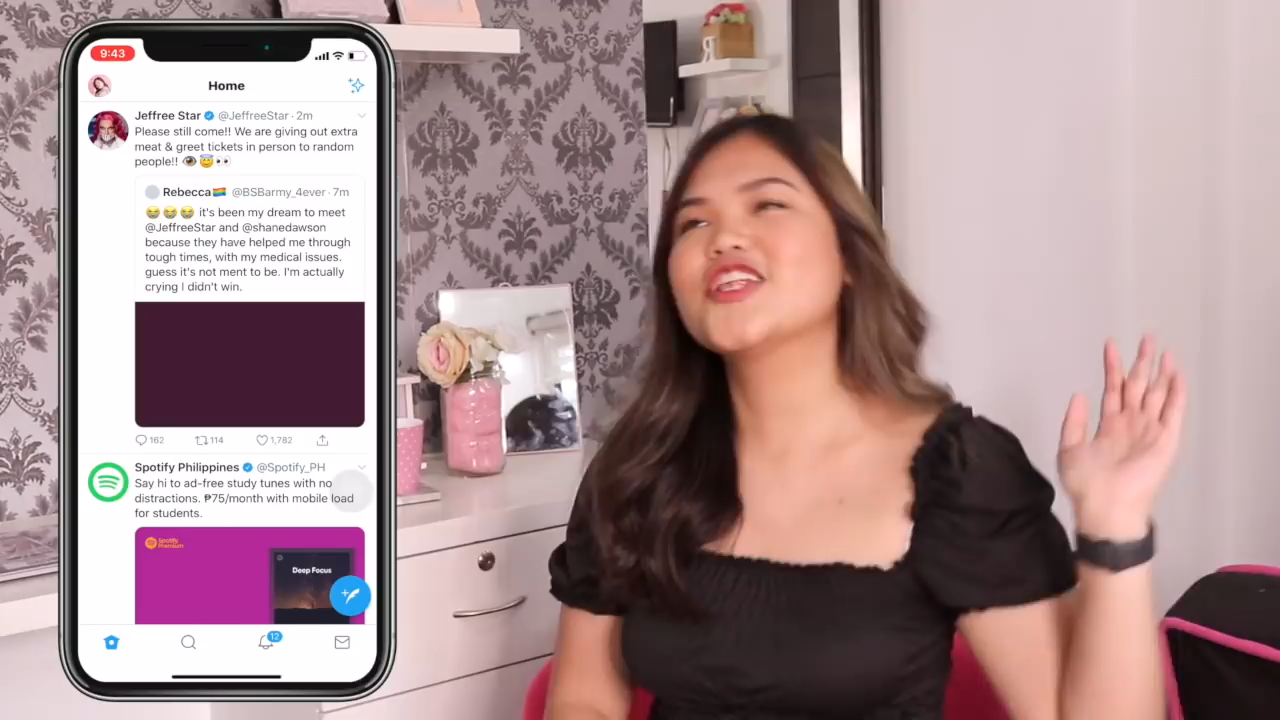 9:43
Home
Jeffree Star @JeffreeStar · 2m
Please still come!! We are giving out extra
meat & greet tickets in person to random
people!! 👁️😇👀
Rebecca🏳️‍🌈 @BSBarmy_4ever · 7m
😭😭😭 it's been my dream to meet
@JeffreeStar and @shanedawson
because they have helped me through
tough times, with my medical issues.
guess it's not ment to be. I'm actually
crying I didn't win.
162 114 1,782
Spotify Philippines @Spotify_PH
Say hi to ad-free study tunes with no
distractions. ₱75/month with mobile load
for students.
Spotify
Premium
Deep Focus
12
R